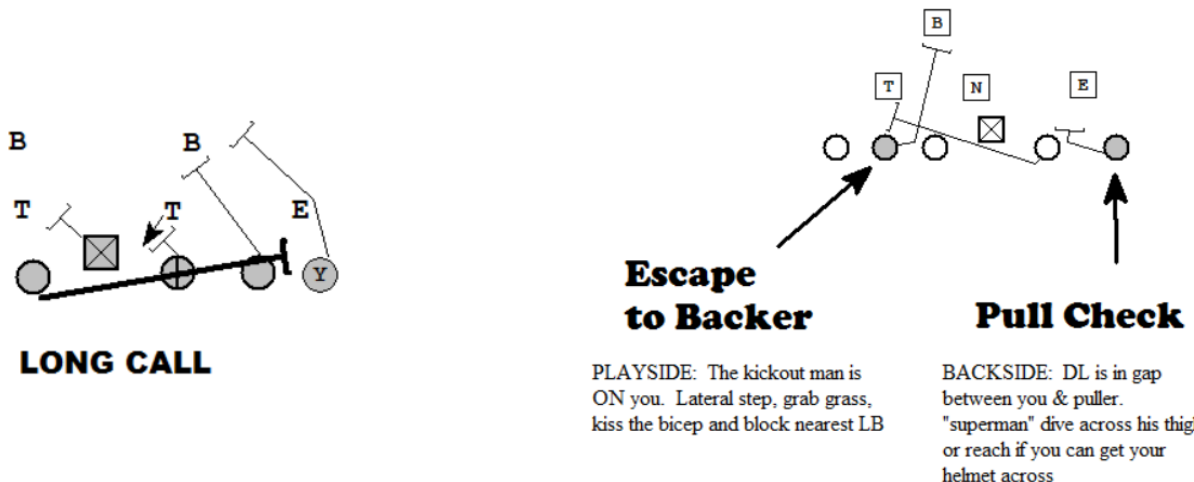 B
B
T
T
E
Y
LONG CALL
B
T
N
E
Escape
to Backer
PLAYSIDE: The kickout man is
ON you. Lateral step, grab grass,
kiss the bicep and block nearest LB
Pull Check
BACKSIDE: DL is in gap
between you & puller.
"superman" dive across his thig
or reach if you can get your
helmet across